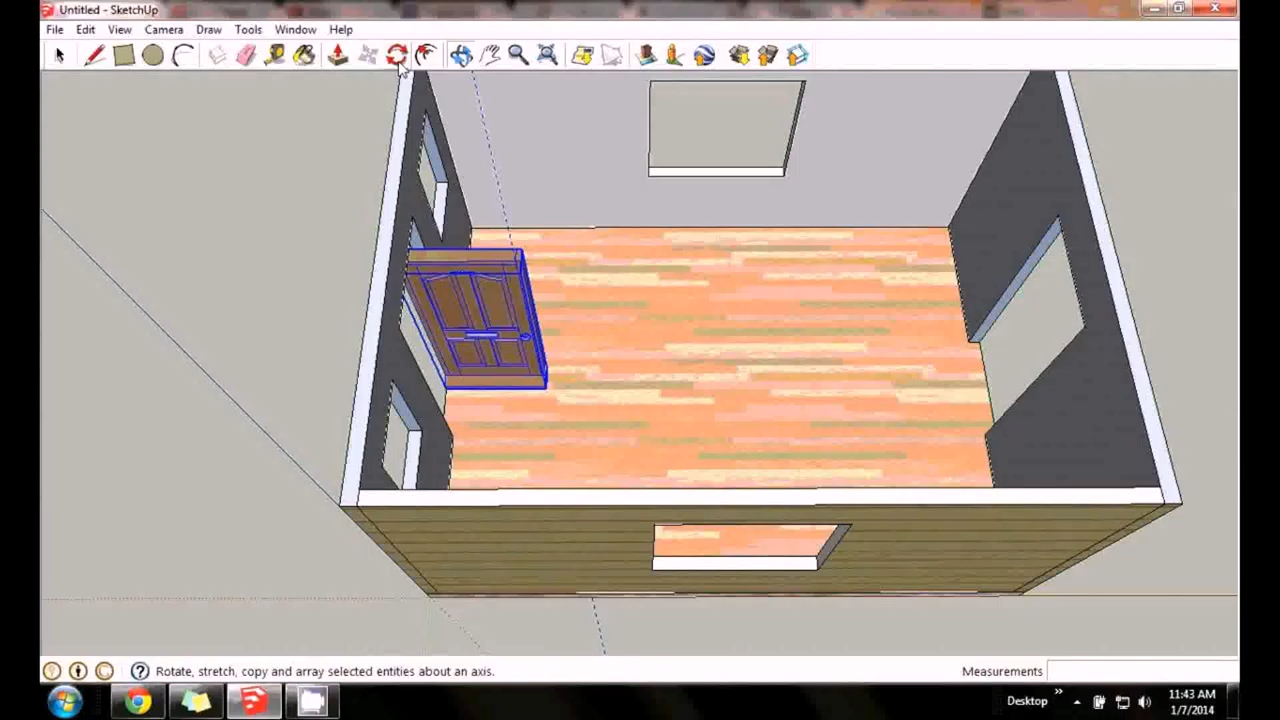 Untitled - SketchUp
File Edit View Camera Draw Tools Window Help
Rotate, stretch, copy and array selected entities about an axis.
Measurements
Desktop
11:43 AM
1/7/2014